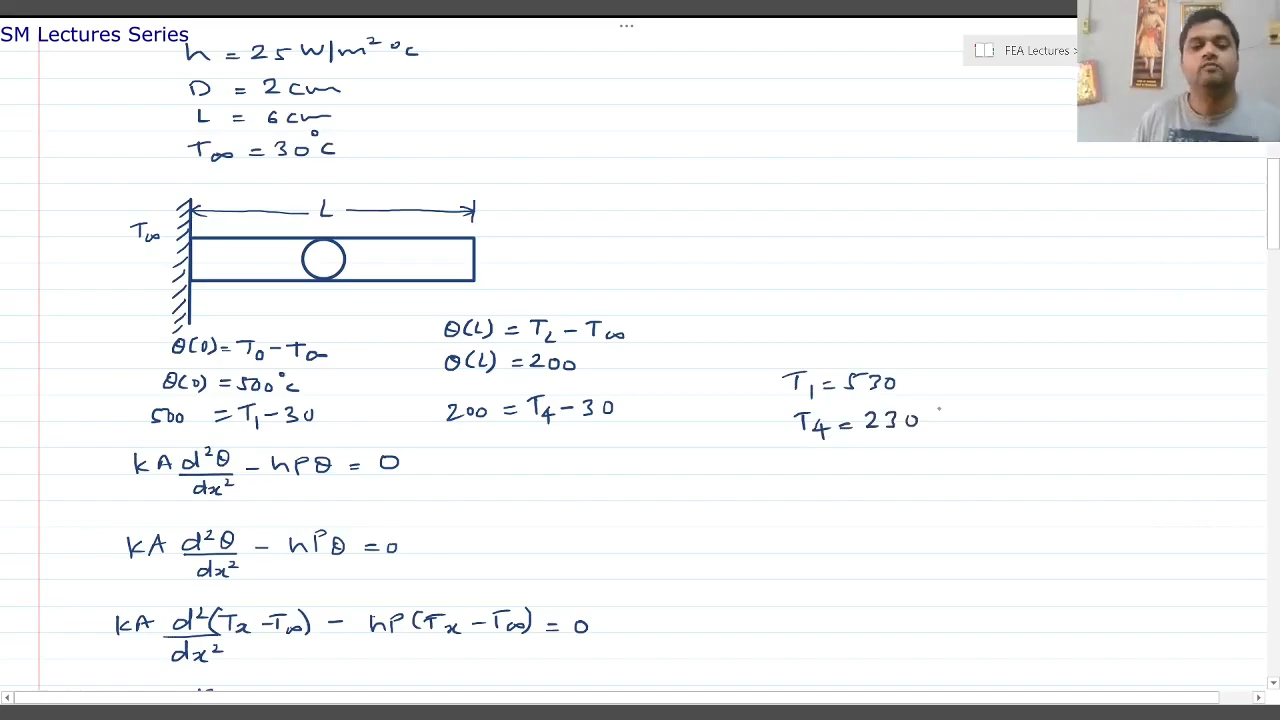 SM Lectures Series
FEA Lectures >
h = 25 W/m² °C
D = 2 cm
L = 6 cm
T∞ = 30°C
L
T∞
θ(0) = T₀ - T∞
θ(0) = 500°C
500 = T₁ - 30
θ(L) = T_L - T∞
θ(L) = 200
200 = T₄ - 30
T₁ = 530
T₄ = 230
kA d²θ/dx² - hPθ = 0
kA d²θ/dx² - hPθ = 0
kA d²(Tx - T∞)/dx² - hP(Tx - T∞) = 0